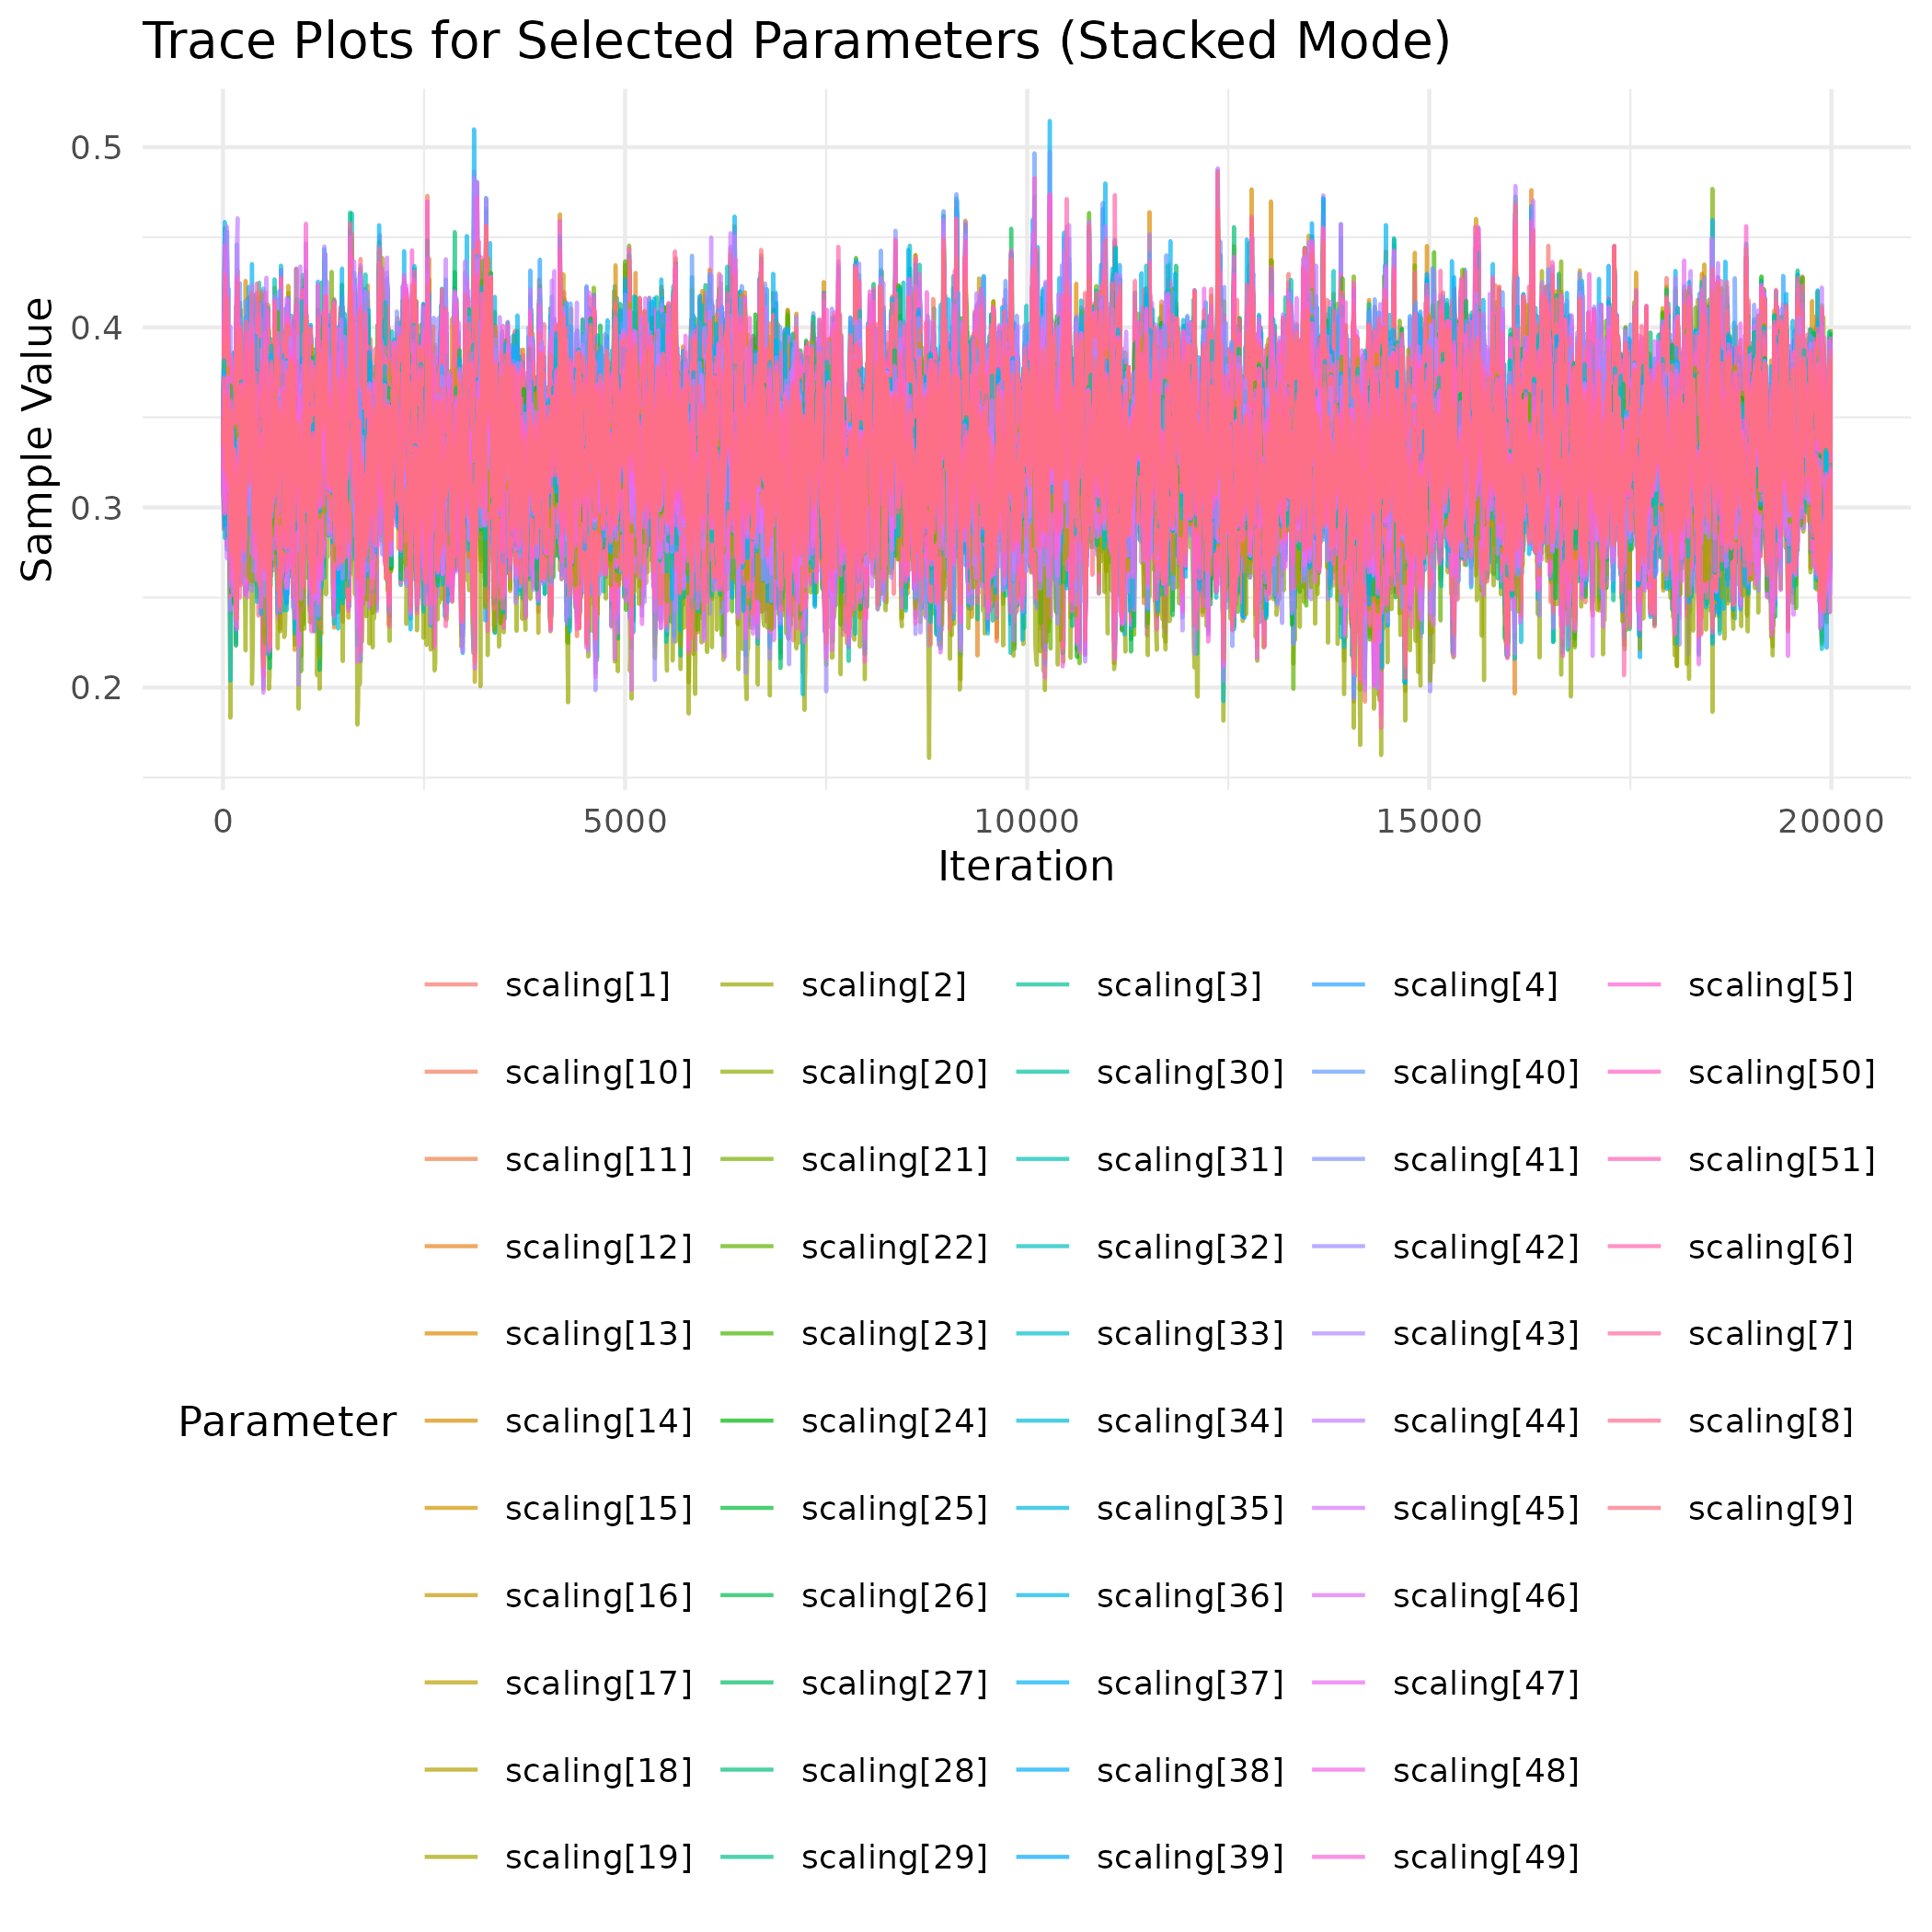 Trace Plots for Selected Parameters (Stacked Mode)
Sample Value
0.5
0.4
0.3
0.2
0 5000 10000 15000 20000
Iteration
Parameter
scaling[1] scaling[2] scaling[3] scaling[4] scaling[5]
scaling[10] scaling[20] scaling[30] scaling[40] scaling[50]
scaling[11] scaling[21] scaling[31] scaling[41] scaling[51]
scaling[12] scaling[22] scaling[32] scaling[42] scaling[6]
scaling[13] scaling[23] scaling[33] scaling[43] scaling[7]
scaling[14] scaling[24] scaling[34] scaling[44] scaling[8]
scaling[15] scaling[25] scaling[35] scaling[45] scaling[9]
scaling[16] scaling[26] scaling[36] scaling[46]
scaling[17] scaling[27] scaling[37] scaling[47]
scaling[18] scaling[28] scaling[38] scaling[48]
scaling[19] scaling[29] scaling[39] scaling[49]